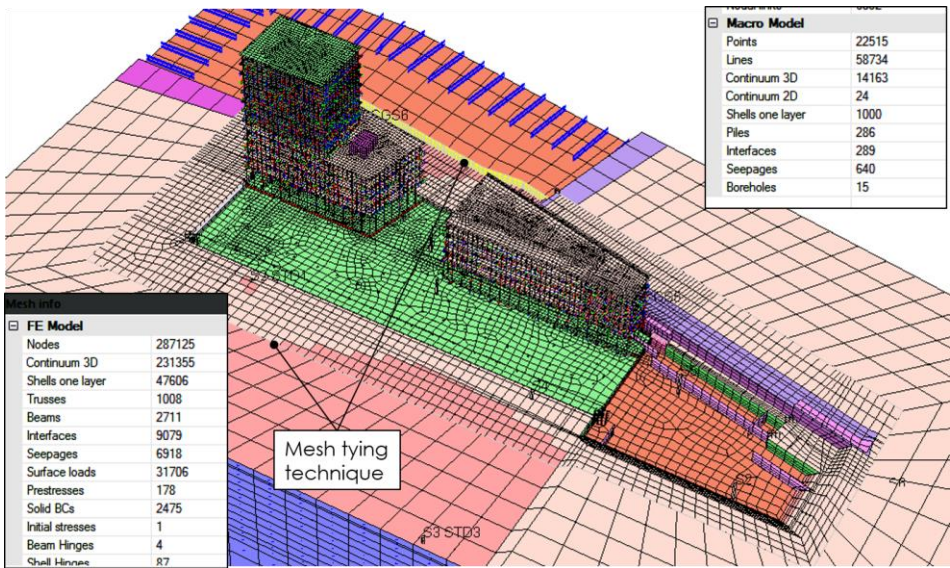 Macro Model
Points 22515
Lines 58734
Continuum 3D 14163
Continuum 2D 24
Shells one layer 1000
Piles 286
Interfaces 289
Seepages 640
Boreholes 15
Mesh info
FE Model
Nodes 287125
Continuum 3D 231355
Shells one layer 47606
Trusses 1008
Beams 2711
Interfaces 9079
Seepages 6918
Surface loads 31706
Prestresses 178
Solid BCs 2475
Initial stresses 1
Beam Hinges 4
Shell Hinges 87
Mesh tying
technique
S3 STD3